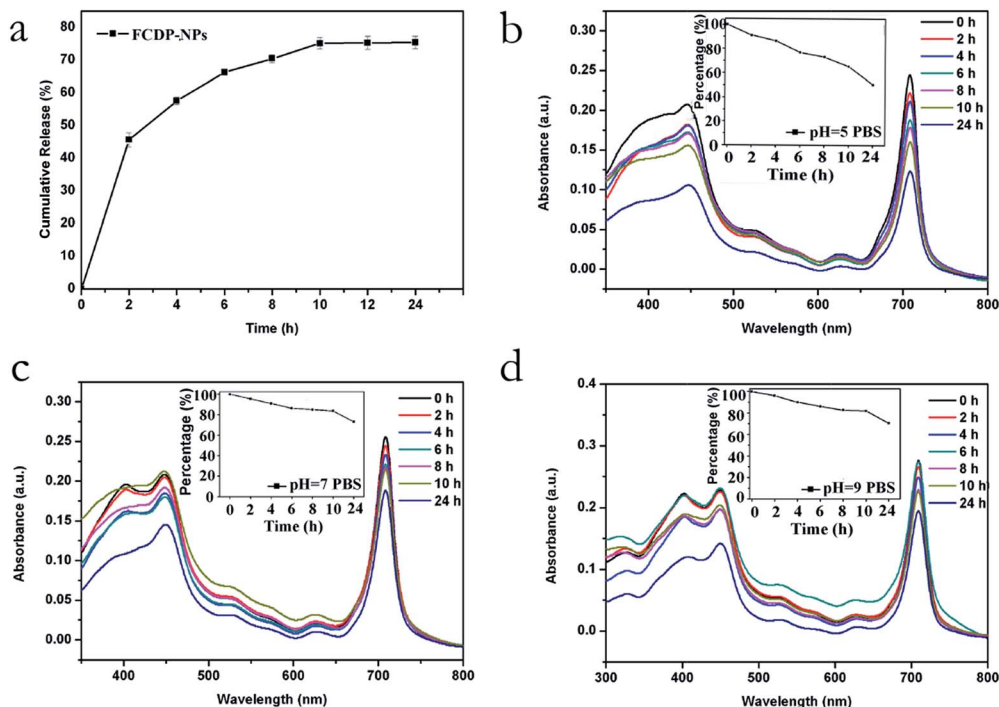 a
FCDP-NPs
80
70
60
50
40
30
20
10
0
Cumulative Release (%)
0 2 4 6 8 10 12 24
Time (h)
b
0.30
0.25
0.20
0.15
0.10
0.05
0.00
Absorbance (a.u.)
400 500 600 700 800
Wavelength (nm)
100
80
60
40
20
0
Percentage (%)
pH=5 PBS
0 2 4 6 8 10 24
Time (h)
0 h
2 h
4 h
6 h
8 h
10 h
24 h
c
0.30
0.25
0.20
0.15
0.10
0.05
0.00
Absorbance (a.u.)
400 500 600 700 800
Wavelength (nm)
100
80
60
40
20
0
Percentage (%)
pH=7 PBS
0 2 4 6 8 10 24
Time (h)
0 h
2 h
4 h
6 h
8 h
10 h
24 h
d
0.4
0.3
0.2
0.1
0.0
Absorbance (a.u.)
300 400 500 600 700 800
Wavelength (nm)
100
80
60
40
20
0
Percentage (%)
pH=9 PBS
0 2 4 6 8 10 24
Time (h)
0 h
2 h
4 h
6 h
8 h
10 h
24 h